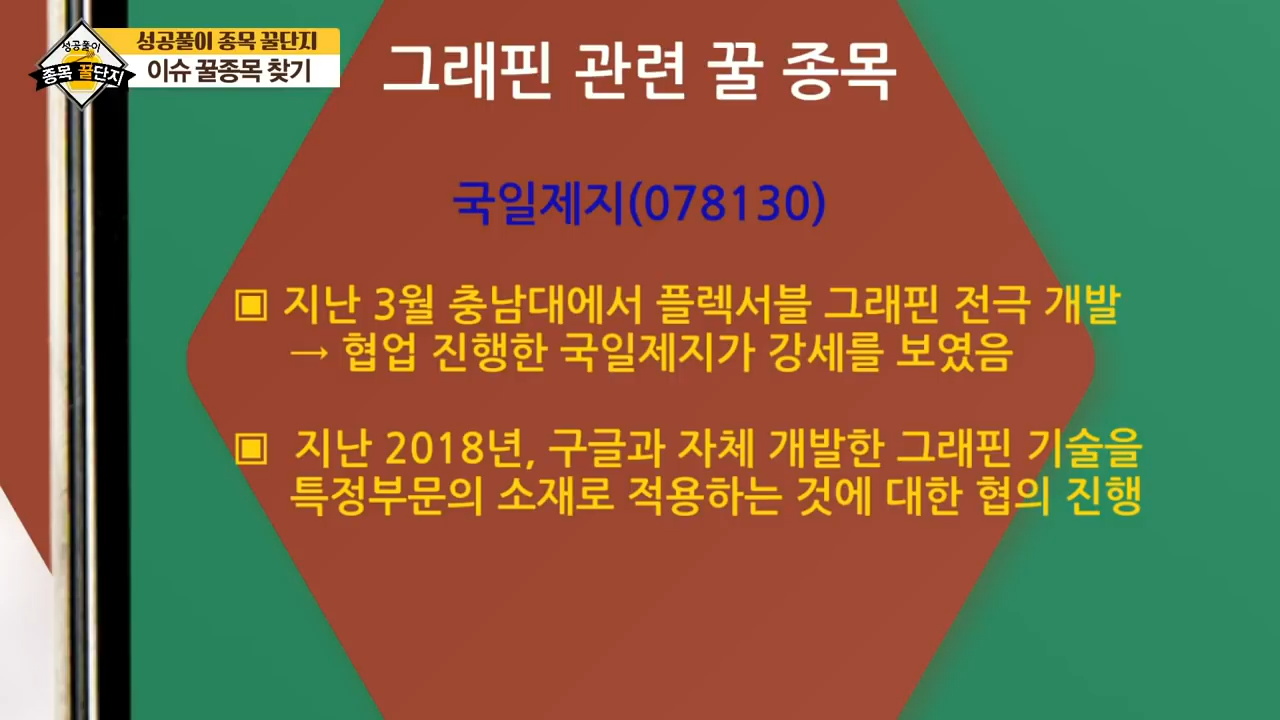 성공풀이
종목 꿀단지
성공풀이 종목 꿀단지
이슈 꿀종목 찾기
그래핀 관련 꿀 종목
국일제지(078130)
▣ 지난 3월 충남대에서 플렉서블 그래핀 전극 개발
→ 협업 진행한 국일제지가 강세를 보였음
▣ 지난 2018년, 구글과 자체 개발한 그래핀 기술을
특정부문의 소재로 적용하는 것에 대한 협의 진행